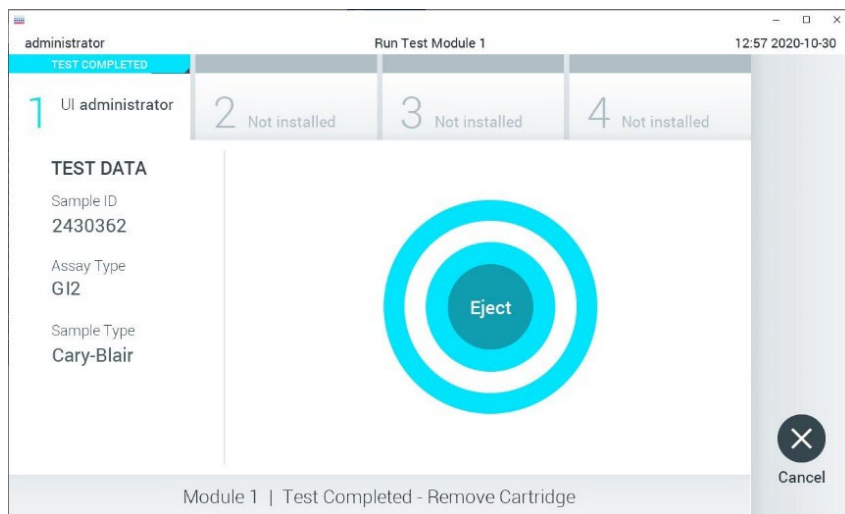 administrator
Run Test Module 1
12:57 2020-10-30
TEST COMPLETED
1 UI administrator
2 Not installed
3 Not installed
4 Not installed
TEST DATA
Sample ID
2430362
Assay Type
GI2
Sample Type
Cary-Blair
Eject
Cancel
Module 1 | Test Completed - Remove Cartridge